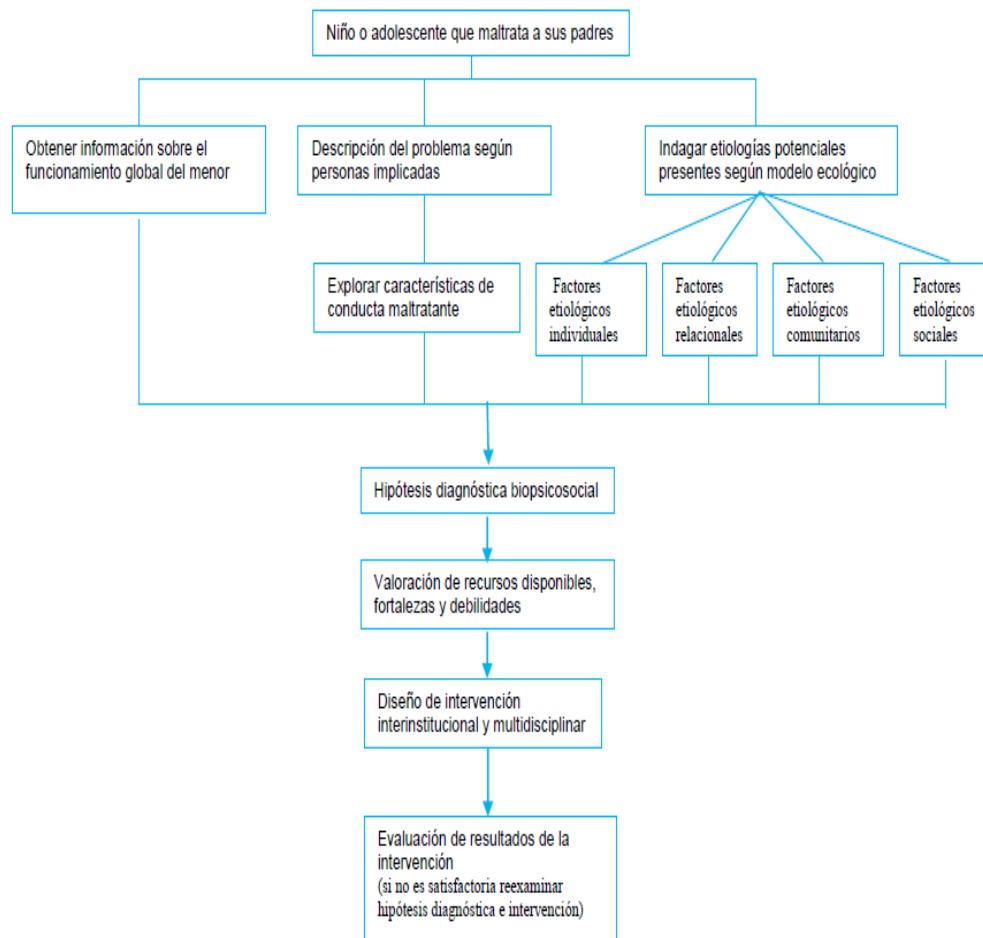 Niño o adolescente que maltrata a sus padres
Obtener información sobre el
funcionamiento global del menor
Descripción del problema según
personas implicadas
Indagar etiologías potenciales
presentes según modelo ecológico
Explorar características de
conducta maltratante
Factores
etiológicos
individuales
Factores
etiológicos
relacionales
Factores
etiológicos
comunitarios
Factores
etiológicos
sociales
Hipótesis diagnóstica biopsicosocial
Valoración de recursos disponibles,
fortalezas y debilidades
Diseño de intervención
interinstitucional y multidisciplinar
Evaluación de resultados de la
intervención
(si no es satisfactoria reexaminar
hipótesis diagnóstica e intervención)